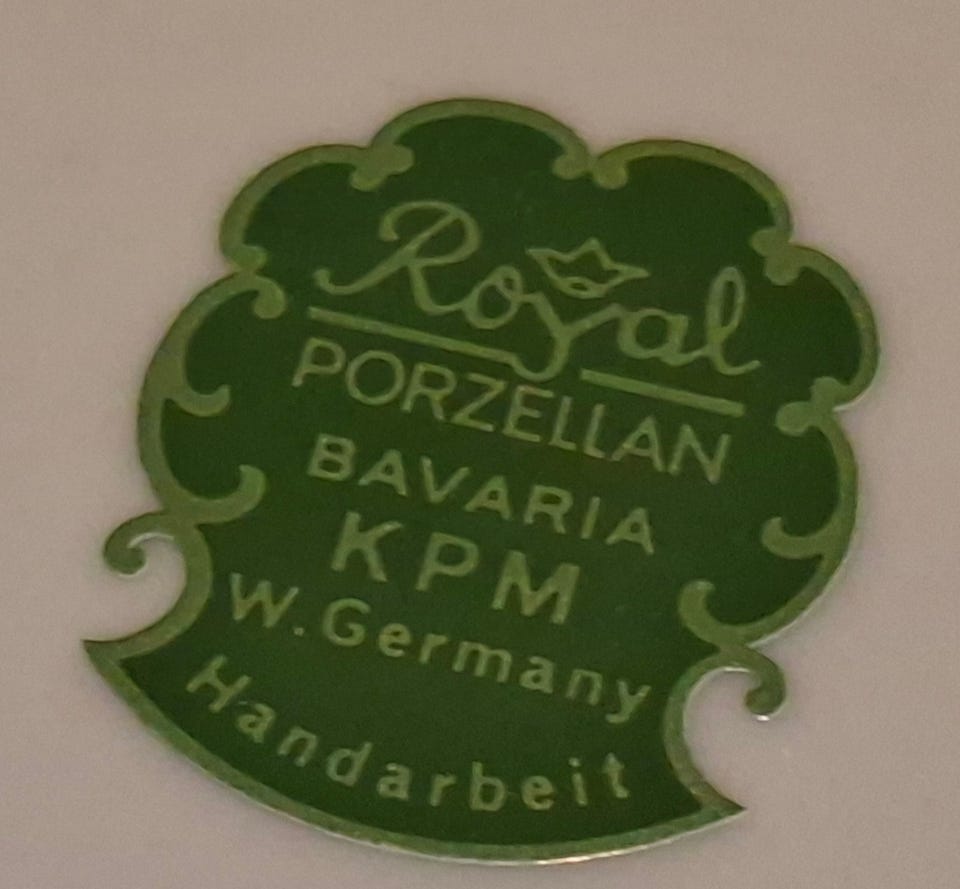 Royal
PORZELLAN
BAVARIA
KPM
W. Germany
Handarbeit